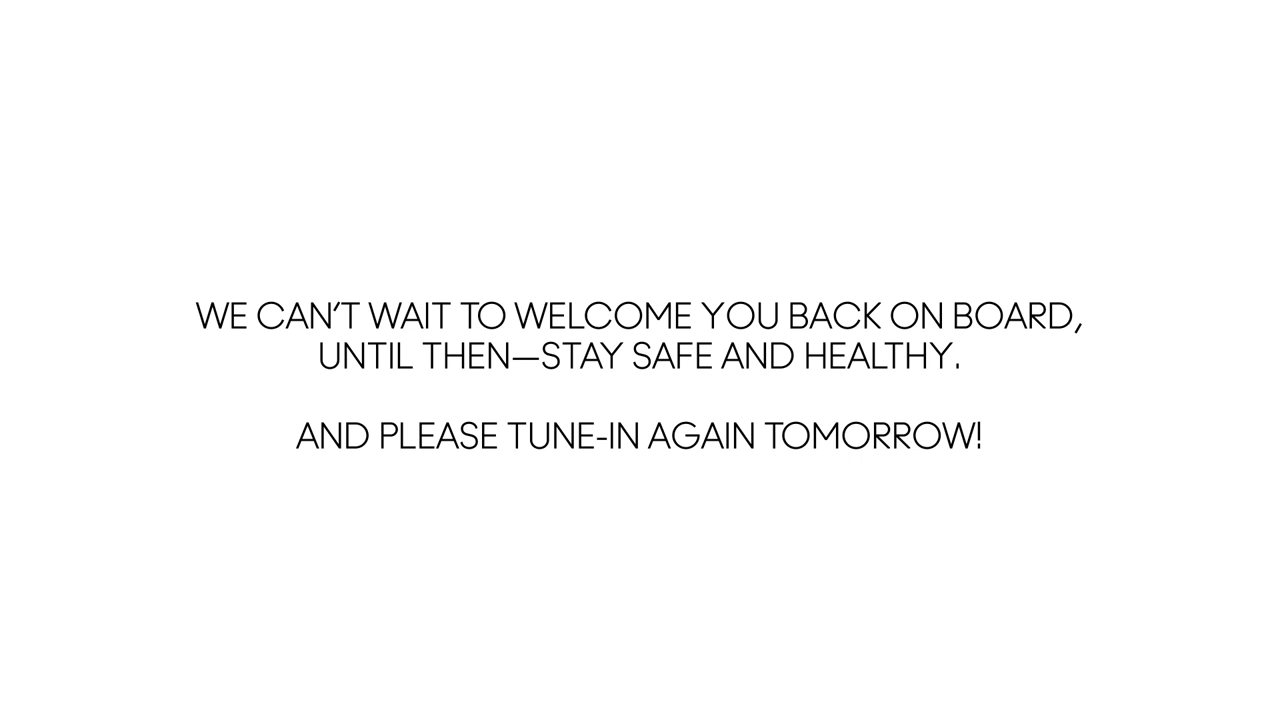 WE CAN’T WAIT TO WELCOME YOU BACK ON BOARD,
UNTIL THEN—STAY SAFE AND HEALTHY.
AND PLEASE TUNE-IN AGAIN TOMORROW!